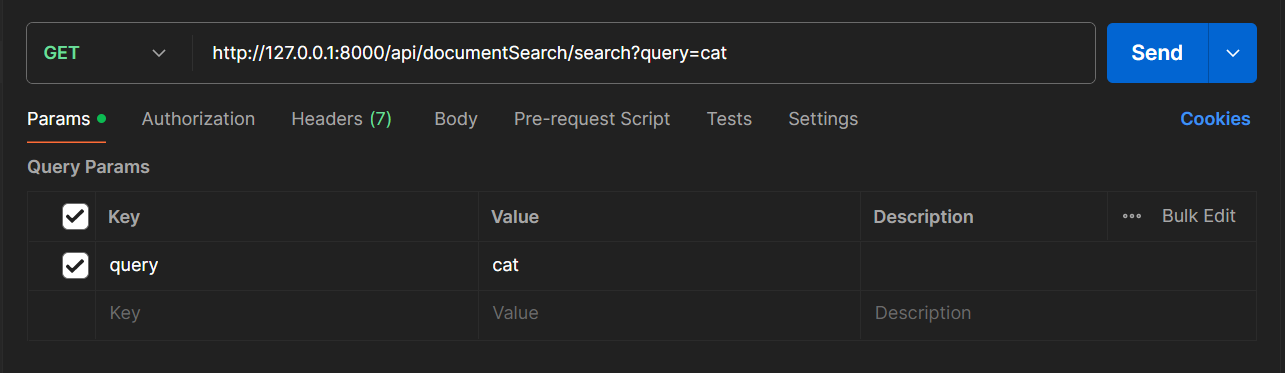 GET http://127.0.0.1:8000/api/documentSearch/search?query=cat Send
Params Authorization Headers (7) Body Pre-request Script Tests Settings Cookies
Query Params
Key Value Description Bulk Edit
query cat
Key Value Description